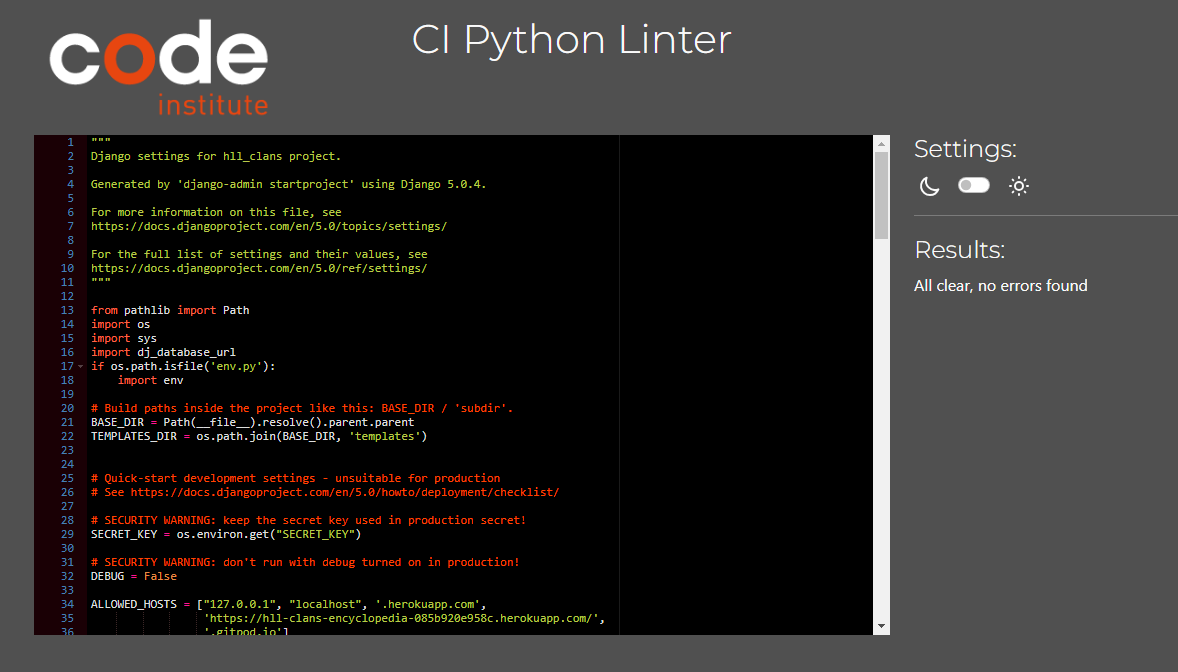 code
institute
CI Python Linter
1 """
2 Django settings for hll_clans project.
3
4 Generated by 'django-admin startproject' using Django 5.0.4.
5
6 For more information on this file, see
7 https://docs.djangoproject.com/en/5.0/topics/settings/
8
9 For the full list of settings and their values, see
10 https://docs.djangoproject.com/en/5.0/ref/settings/
11 """
12
13 from pathlib import Path
14 import os
15 import sys
16 import dj_database_url
17 if os.path.isfile('env.py'):
18     import env
19
20 # Build paths inside the project like this: BASE_DIR / 'subdir'.
21 BASE_DIR = Path(__file__).resolve().parent.parent
22 TEMPLATES_DIR = os.path.join(BASE_DIR, 'templates')
23
24
25 # Quick-start development settings - unsuitable for production
26 # See https://docs.djangoproject.com/en/5.0/howto/deployment/checklist/
27
28 # SECURITY WARNING: keep the secret key used in production secret!
29 SECRET_KEY = os.environ.get("SECRET_KEY")
30
31 # SECURITY WARNING: don't run with debug turned on in production!
32 DEBUG = False
33
34 ALLOWED_HOSTS = ["127.0.0.1", "localhost", '.herokuapp.com',
35                  'https://hll-clans-encyclopedia-085b920e958c.herokuapp.com/',
36                  '.gitpod.io']
Settings:
Results:
All clear, no errors found